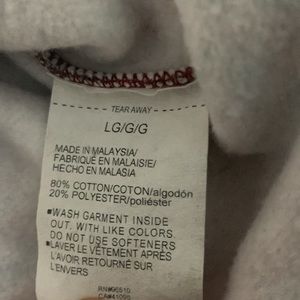 TEAR AWAY
LG/G/G
MADE IN MALAYSIA/
FABRIQUÉ EN MALAISIE/
HECHO EN MALASIA
80% COTTON/COTON/algodón
20% POLYESTER/poliéster
■WASH GARMENT INSIDE
OUT. WITH LIKE COLORS.
DO NOT USE SOFTENERS
■LAVER LE VÊTEMENT APRÈS
L'AVOIR RETOURNÉ SUR
L'ENVERS